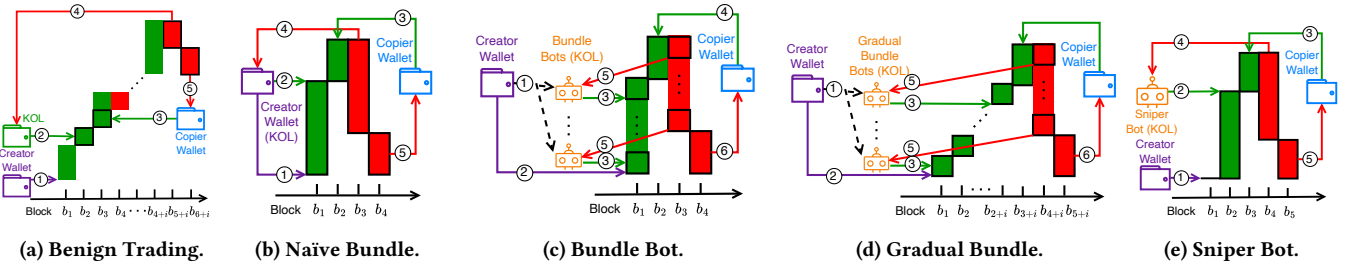 4
KOL
2
3
5
Copier
Wallet
Creator
Wallet
1
Block b1 b2 b3 b4 ··· b4+i b5+i b6+i
(a) Benign Trading.
3
4
Copier
Wallet
Creator
Wallet
2
Creator
Wallet
(KOL)
1
5
Block b1 b2 b3 b4
(b) Naïve Bundle.
4
Creator
Wallet
Bundle
Bots (KOL)
Copier
Wallet
1
5
3
5
3
2
6
Block b1 b2 b3 b4
(c) Bundle Bot.
4
Creator
Wallet
Gradual
Bundle
Bots (KOL)
Copier
Wallet
1
5
3
5
3
2
6
Block b1 b2 ··· b2+i b3+i b4+i b5+i
(d) Gradual Bundle.
3
4
Copier
Wallet
2
Sniper
Bot (KOL)
Creator
Wallet
1
5
Block b1 b2 b3 b4 b5
(e) Sniper Bot.